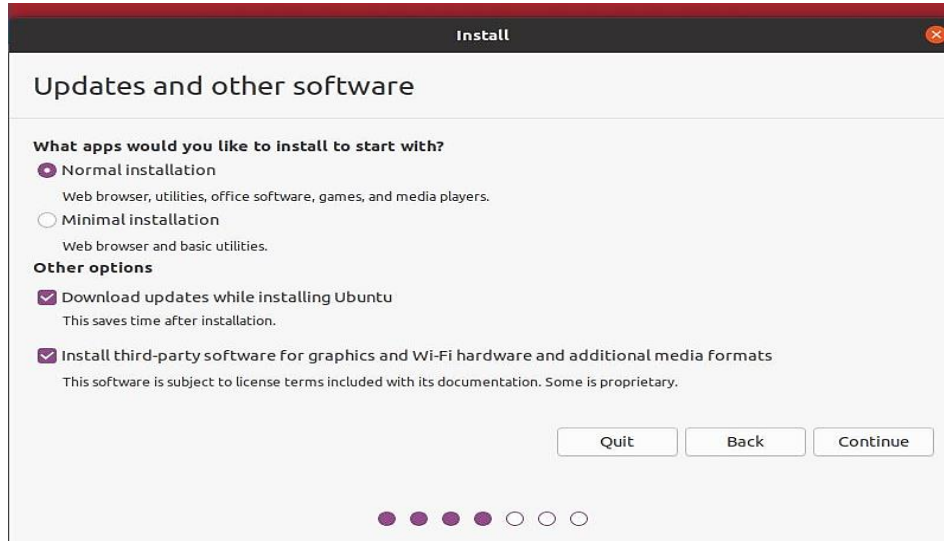 Install
Updates and other software
What apps would you like to install to start with?
Normal installation
Web browser, utilities, office software, games, and media players.
Minimal installation
Web browser and basic utilities.
Other options
Download updates while installing Ubuntu
This saves time after installation.
Install third-party software for graphics and Wi-Fi hardware and additional media formats
This software is subject to license terms included with its documentation. Some is proprietary.
Quit Back Continue